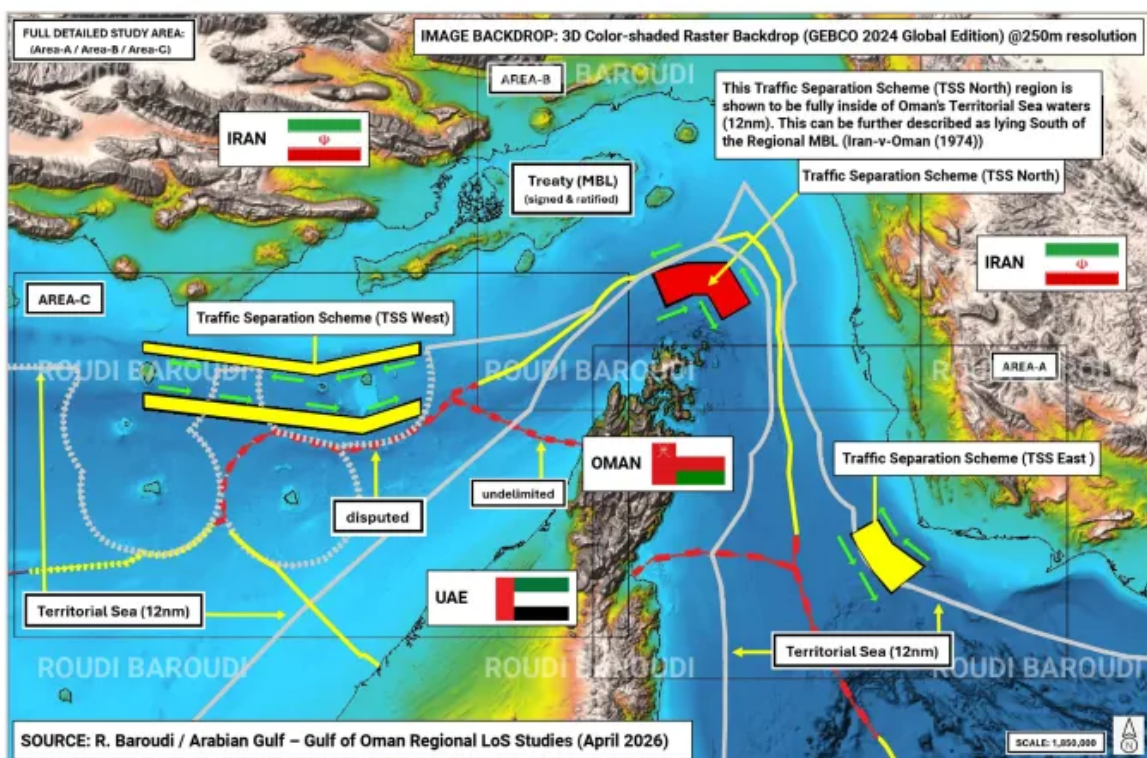 FULL DETAILED STUDY AREA:
(Area-A / Area-B / Area-C)
IMAGE BACKDROP: 3D Color-shaded Raster Backdrop (GEBCO 2024 Global Edition) @250m resolution
ROUDI BAROUDI
AREA-B
ROUDI BAROUDI
This Traffic Separation Scheme (TSS North) region is
shown to be fully inside of Oman's Territorial Sea waters
(12nm). This can be further described as lying South of
the Regional MBL (Iran-v-Oman (1974))
IRAN
Treaty (MBL)
(signed & ratified)
Traffic Separation Scheme (TSS North)
IRAN
AREA-C
Traffic Separation Scheme (TSS West)
ROUDI BAROUDI
ROUDI BAROUDI
ROUDI BAROUDI
AREA-A
OMAN
Traffic Separation Scheme (TSS East )
undelimited
disputed
UAE
Territorial Sea (12nm)
Territorial Sea (12nm)
ROUDI BAROUDI
ROUDI BAROUDI
ROUDI BAROUDI
SOURCE: R. Baroudi / Arabian Gulf – Gulf of Oman Regional LoS Studies (April 2026)
SCALE: 1,850,000
N